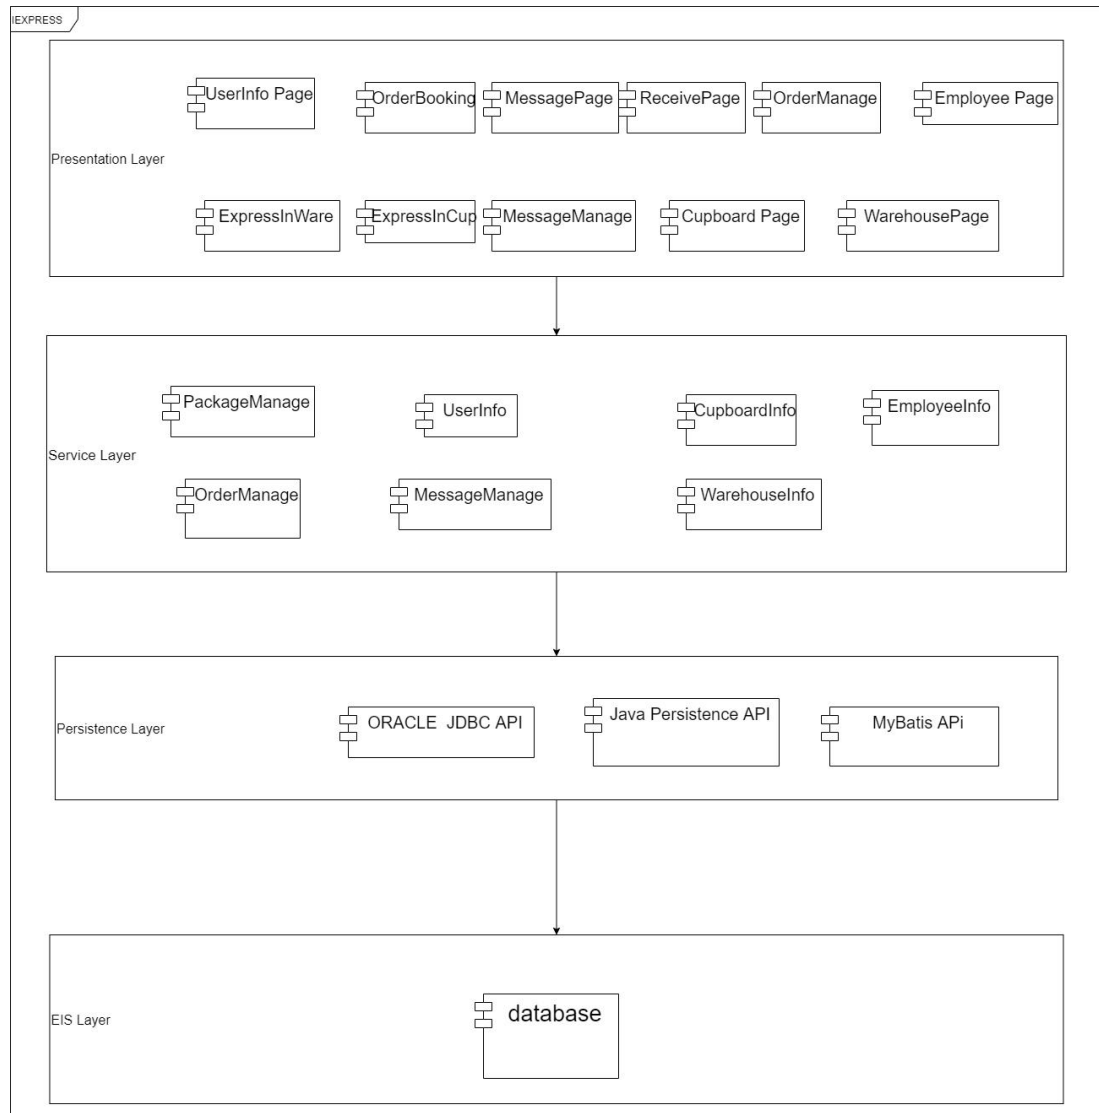 IEXPRESS
UserInfo Page
OrderBooking
MessagePage
ReceivePage
OrderManage
Employee Page
Presentation Layer
ExpressInWare
ExpressInCup
MessageManage
Cupboard Page
WarehousePage
PackageManage
UserInfo
CupboardInfo
EmployeeInfo
Service Layer
OrderManage
MessageManage
WarehouseInfo
Persistence Layer
ORACLE  JDBC API
Java Persistence API
MyBatis APi
EIS Layer
database